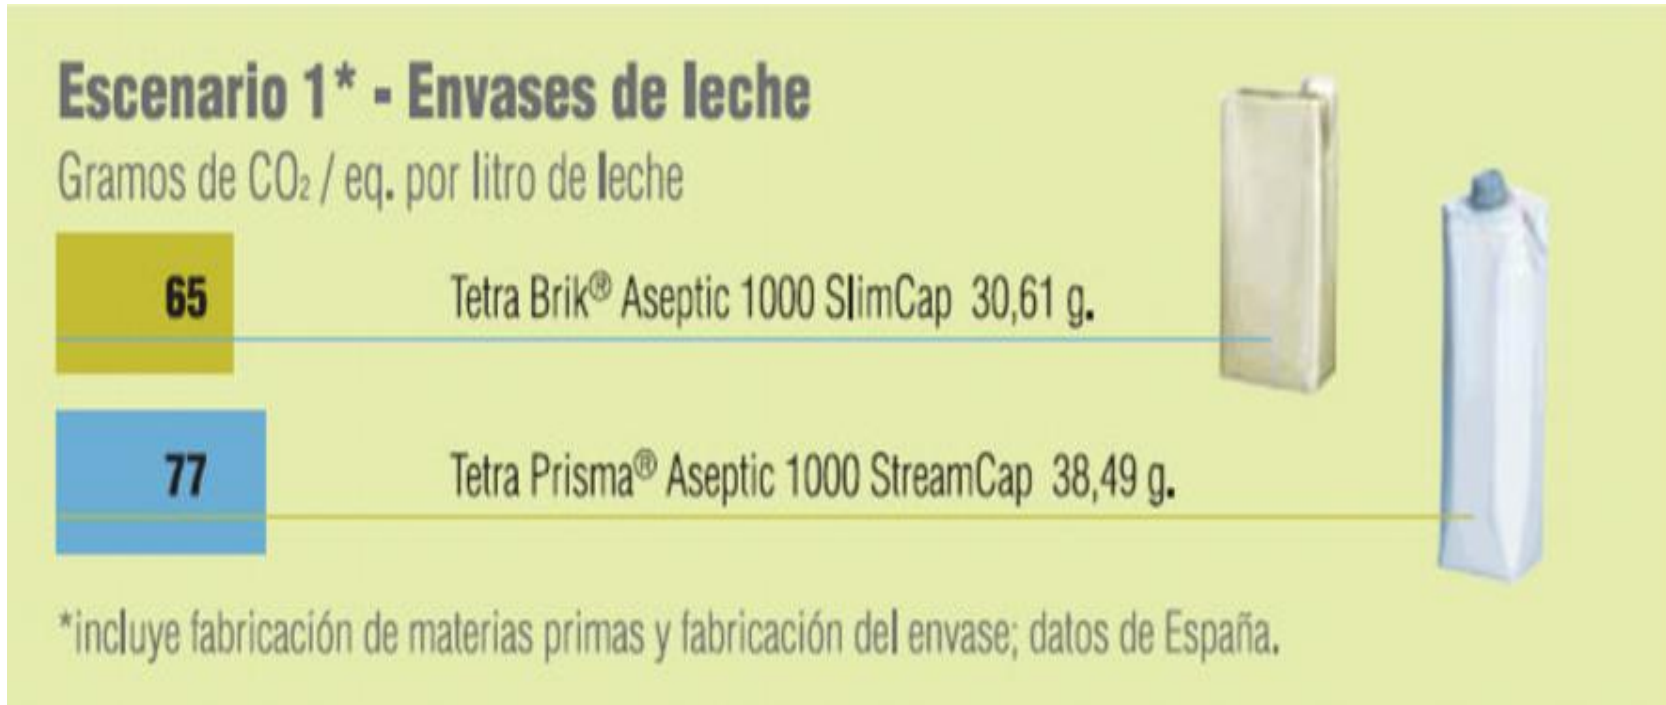 Escenario 1* - Envases de leche
Gramos de CO₂ / eq. por litro de leche
65 Tetra Brik® Aseptic 1000 SlimCap 30,61 g.
77 Tetra Prisma® Aseptic 1000 StreamCap 38,49 g.
*incluye fabricación de materias primas y fabricación del envase; datos de España.